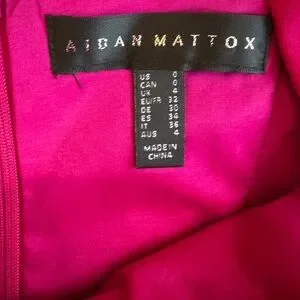 AIDAN MATTOX
US 0
CAN 0
UK 4
EU/FR 32
DE 30
ES 34
IT 36
AUS 4
MADE IN
CHINA